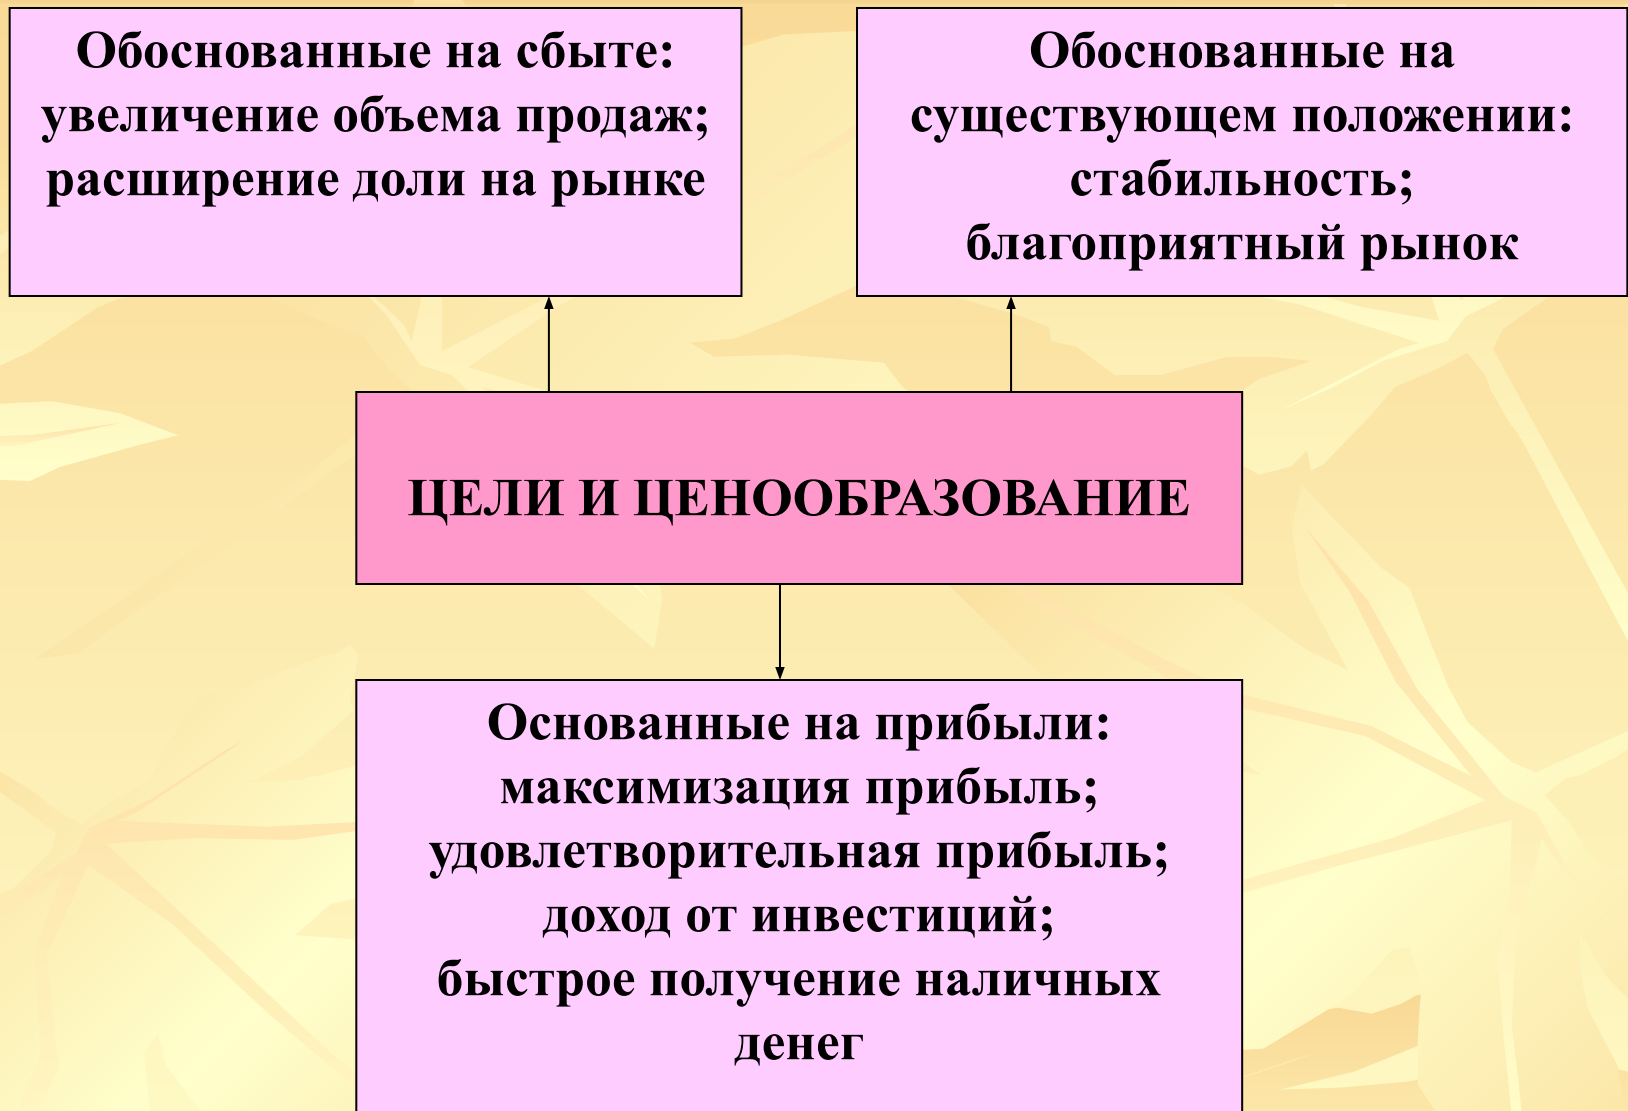 Обоснованные на сбыте:
увеличение объема продаж;
расширение доли на рынке
Обоснованные на
существующем положении:
стабильность;
благоприятный рынок
ЦЕЛИ И ЦЕНООБРАЗОВАНИЕ
Основанные на прибыли:
максимизация прибыль;
удовлетворительная прибыль;
доход от инвестиций;
быстрое получение наличных
денег